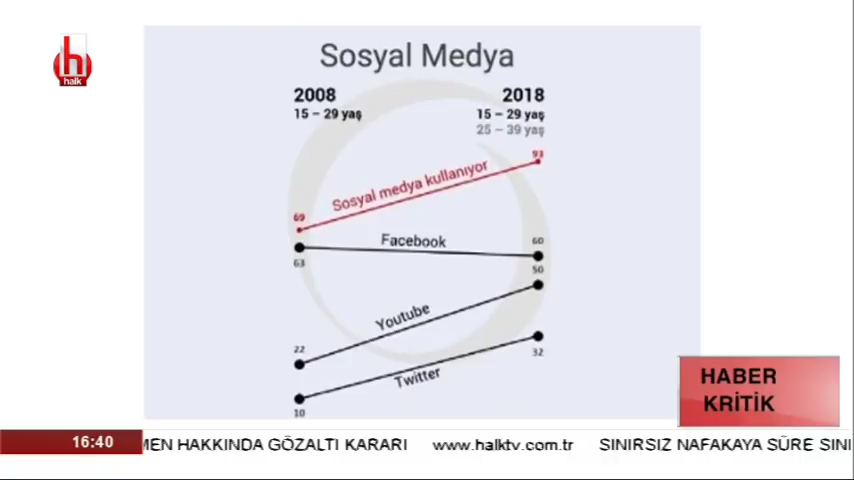 h
halk
Sosyal Medya
2008
2018
15 – 29 yaş
15 – 29 yaş
25 – 39 yaş
93
Sosyal medya kullanıyor
69
Facebook
60
63
50
Youtube
22
32
Twitter
10
HABER
KRİTİK
16:40
MEN HAKKINDA GÖZALTI KARARI www.halktv.com.tr SINIRSIZ NAFAKAYA SÜRE SINI